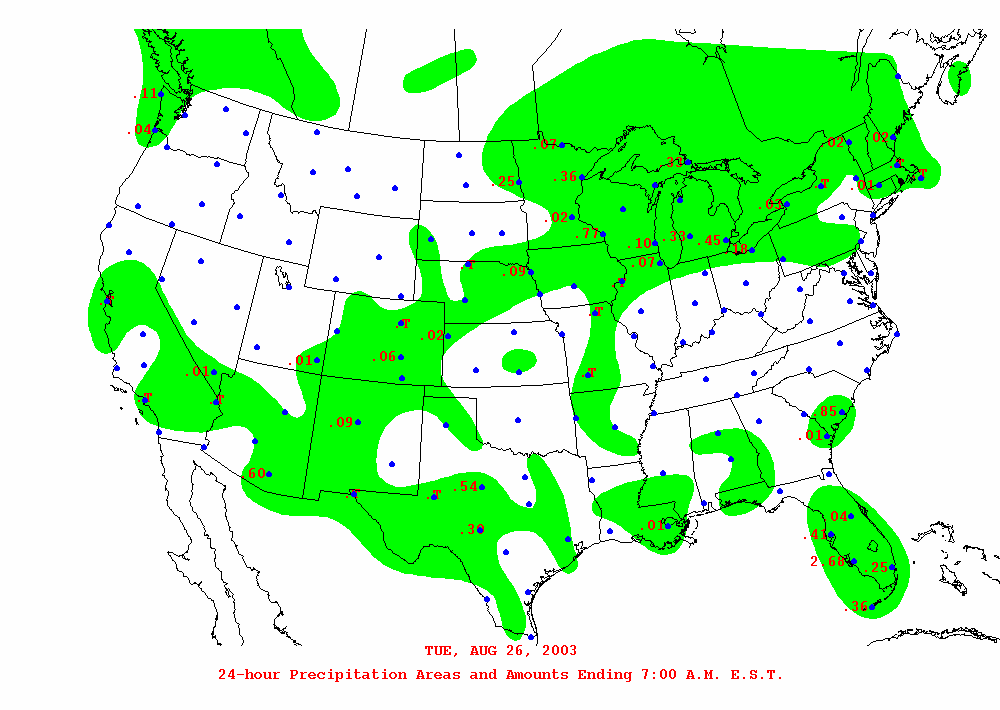 .11
.04
.07
.02
.02
.31
T
.25
.36
T
.01
T
.02
.03
.77
.10
.33
.45
.18
.07
T
.09
T
T
T
T
.02
.01
.06
.01
T
T
T
.09
.85
.01
.60
.54
T
T
.04
.01
.41
2.68
.25
.36
TUE, AUG 26, 2003
24-hour Precipitation Areas and Amounts Ending 7:00 A.M. E.S.T.